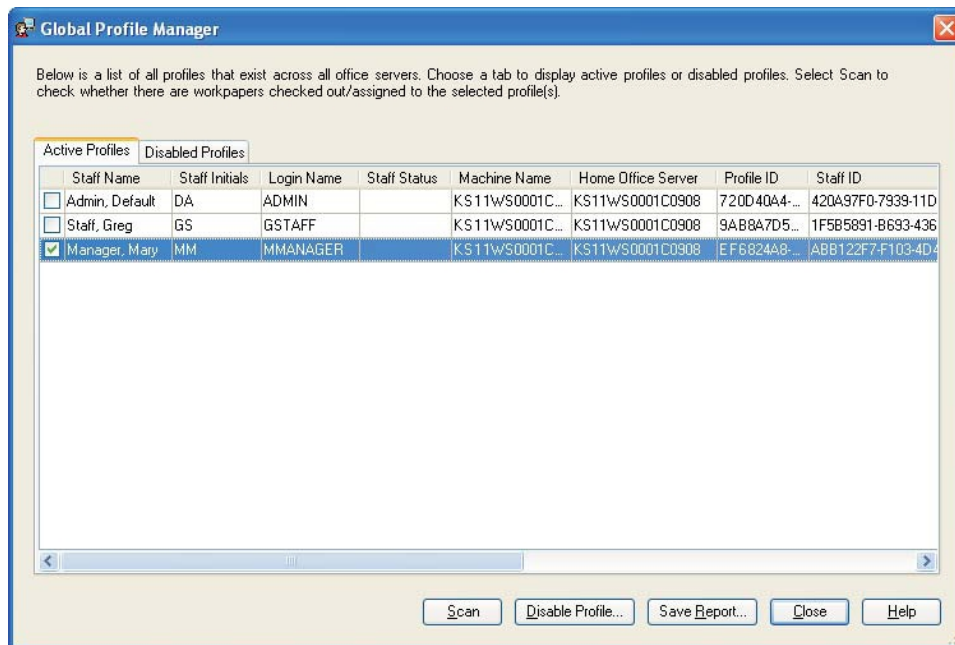 Global Profile Manager
Below is a list of all profiles that exist across all office servers. Choose a tab to display active profiles or disabled profiles. Select Scan to
check whether there are workpapers checked out/assigned to the selected profile(s).
Active Profiles Disabled Profiles
Staff Name Staff Initials Login Name Staff Status Machine Name Home Office Server Profile ID Staff ID
Admin, Default DA ADMIN KS11WS0001C... KS11WS0001C0908 720D40A4-... 420A97F0-7939-11D
Staff, Greg GS GSTAFF KS11WS0001C... KS11WS0001C0908 9AB8A7D5... 1F5B5891-B693-436
Manager, Mary MM MMANAGER KS11WS0001C... KS11WS0001C0908 EF6824A8-... ABB122F7-F103-4D4
Scan Disable Profile... Save Report... Close Help